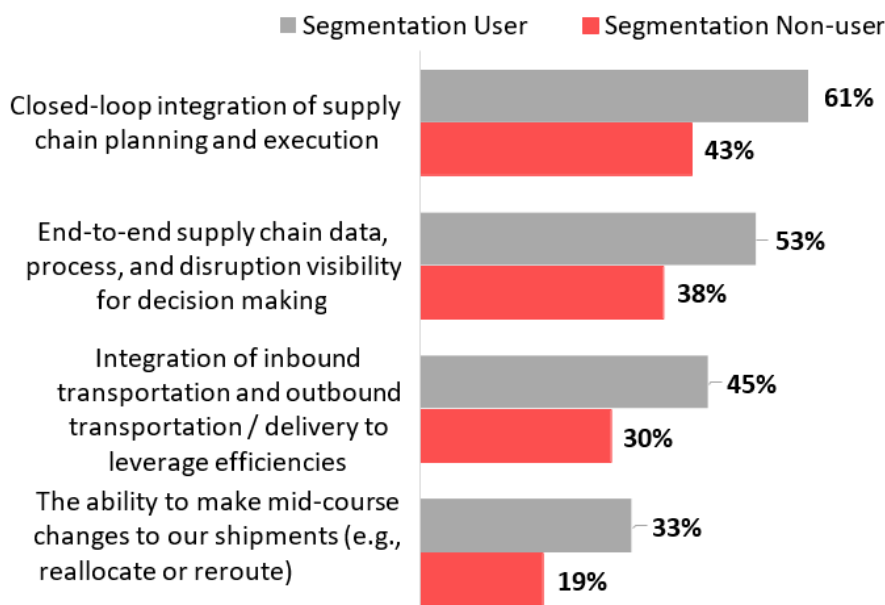 Segmentation User
Segmentation Non-user
Closed-loop integration of supply
chain planning and execution
61%
43%
End-to-end supply chain data,
process, and disruption visibility
for decision making
53%
38%
Integration of inbound
transportation and outbound
transportation / delivery to
leverage efficiencies
45%
30%
The ability to make mid-course
changes to our shipments (e.g.,
reallocate or reroute)
33%
19%